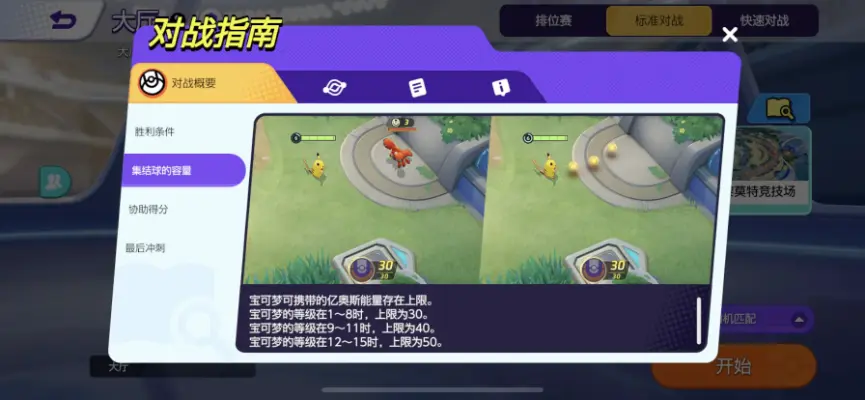 大厅
排位赛
标准对战
快速对战
对战指南
对战概要
胜利条件
集结球的容量
协助得分
最后冲刺
3
30
30
30
30
宝可梦可携带的亿奥斯能量存在上限。
宝可梦的等级在1～8时，上限为30。
宝可梦的等级在9～11时，上限为40。
宝可梦的等级在12～15时，上限为50。
莫特竞技场
机匹配
大厅
开始